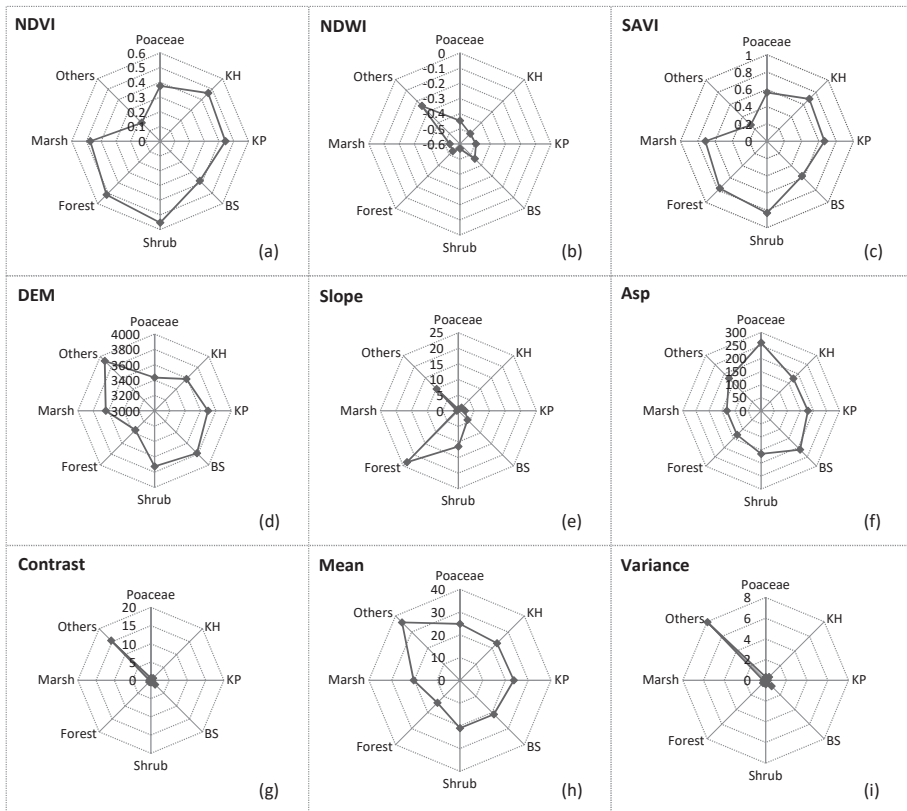 NDVI
Poaceae
0.6
0.5
0.4
0.3
0.2
0.1
0
KH
KP
BS
Shrub
Forest
Marsh
Others
(a)
NDWI
Poaceae
0
-0.1
-0.2
-0.3
-0.4
-0.5
-0.6
KH
KP
BS
Shrub
Forest
Marsh
Others
(b)
SAVI
Poaceae
1
0.8
0.6
0.4
0.2
0
KH
KP
BS
Shrub
Forest
Marsh
Others
(c)
DEM
Poaceae
4000
3800
3600
3400
3200
3000
KH
KP
BS
Shrub
Forest
Marsh
Others
(d)
Slope
Poaceae
25
20
15
10
5
0
KH
KP
BS
Shrub
Forest
Marsh
Others
(e)
Asp
Poaceae
300
250
200
150
100
50
0
KH
KP
BS
Shrub
Forest
Marsh
Others
(f)
Contrast
Poaceae
20
15
10
5
0
KH
KP
BS
Shrub
Forest
Marsh
Others
(g)
Mean
Poaceae
40
30
20
10
0
KH
KP
BS
Shrub
Forest
Marsh
Others
(h)
Variance
Poaceae
8
6
4
2
0
KH
KP
BS
Shrub
Forest
Marsh
Others
(i)